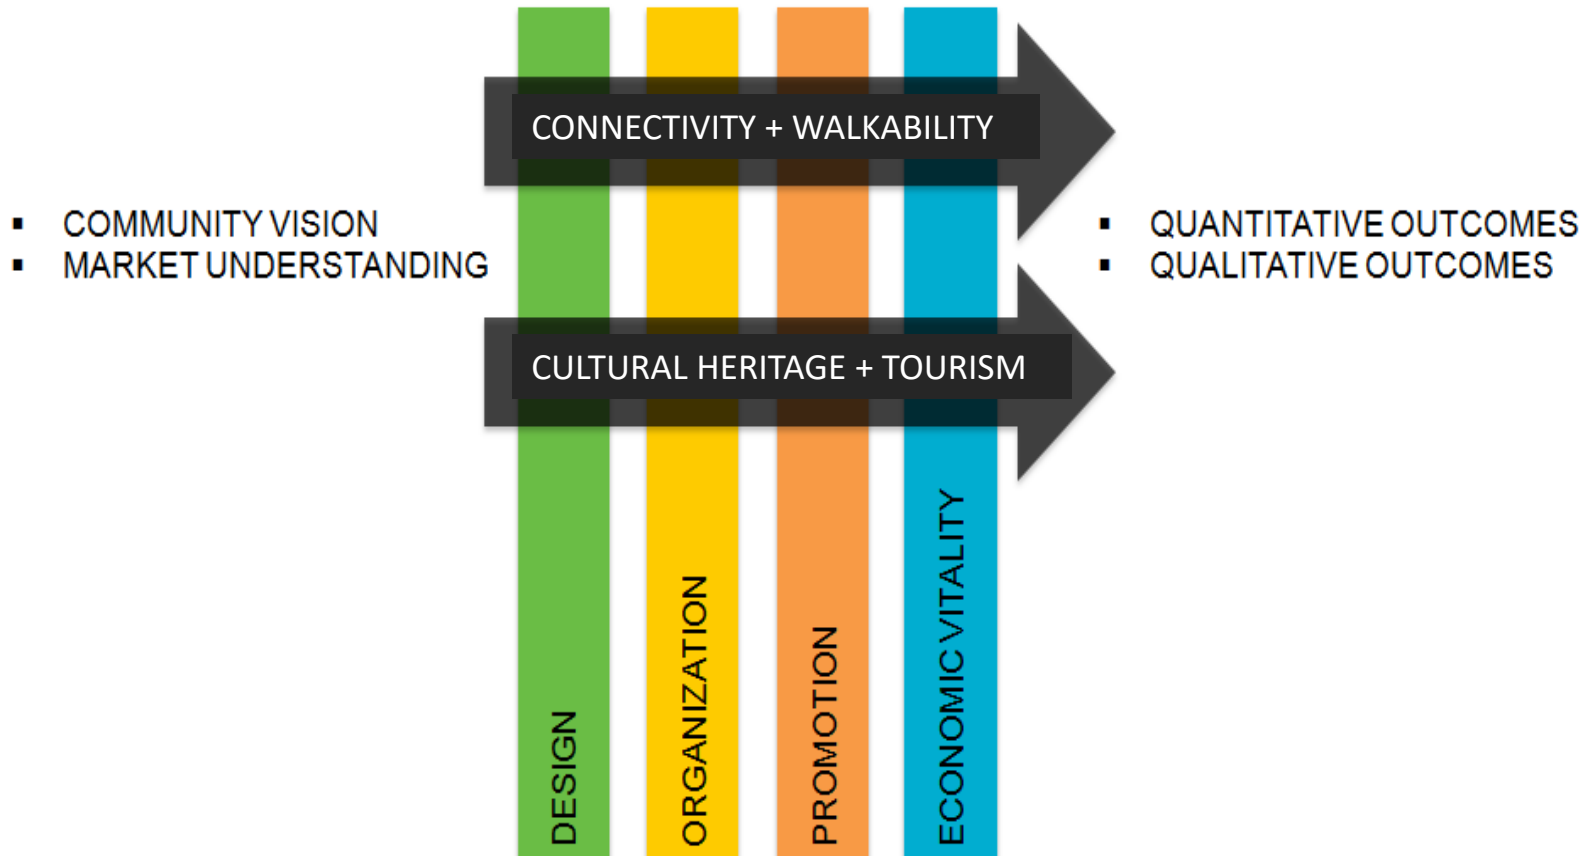 CONNECTIVITY + WALKABILITY
▪ COMMUNITY VISION
▪ MARKET UNDERSTANDING
▪ QUANTITATIVE OUTCOMES
▪ QUALITATIVE OUTCOMES
CULTURAL HERITAGE + TOURISM
DESIGN
ORGANIZATION
PROMOTION
ECONOMIC VITALITY